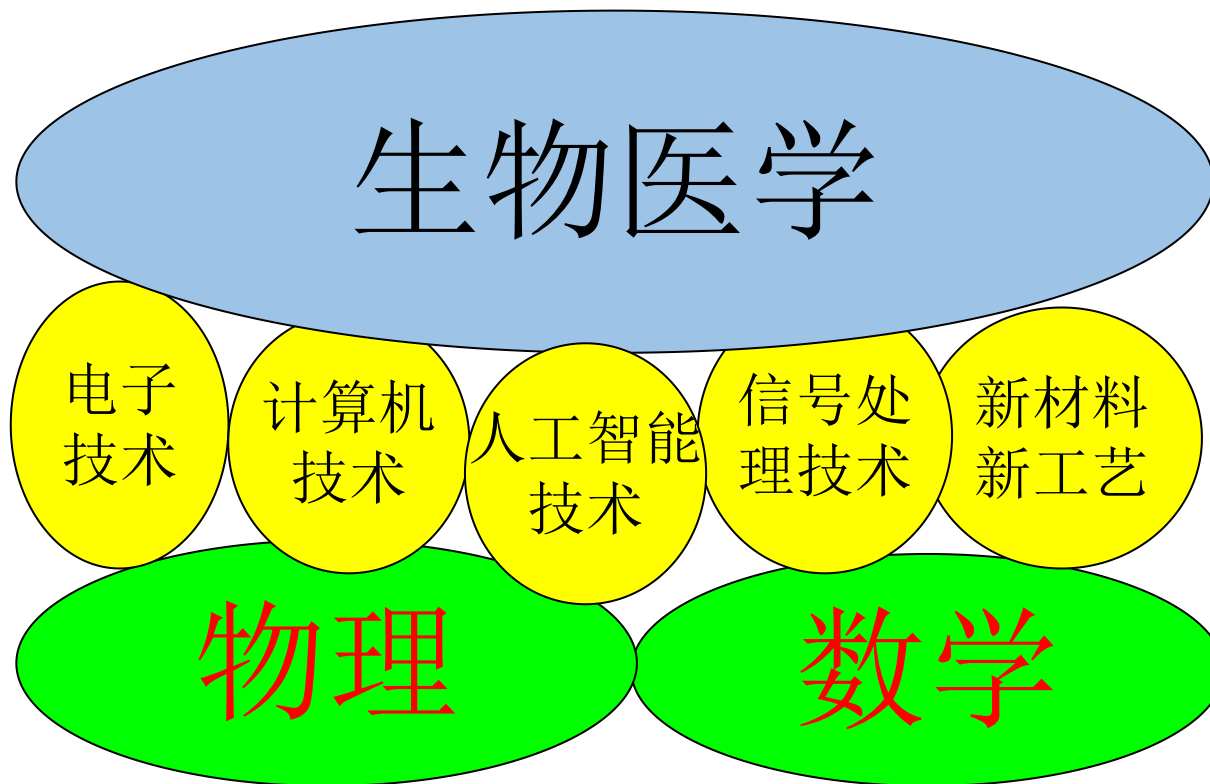 生物医学
电子
技术
计算机
技术
人工智能
技术
信号处
理技术
新材料
新工艺
物理
数学